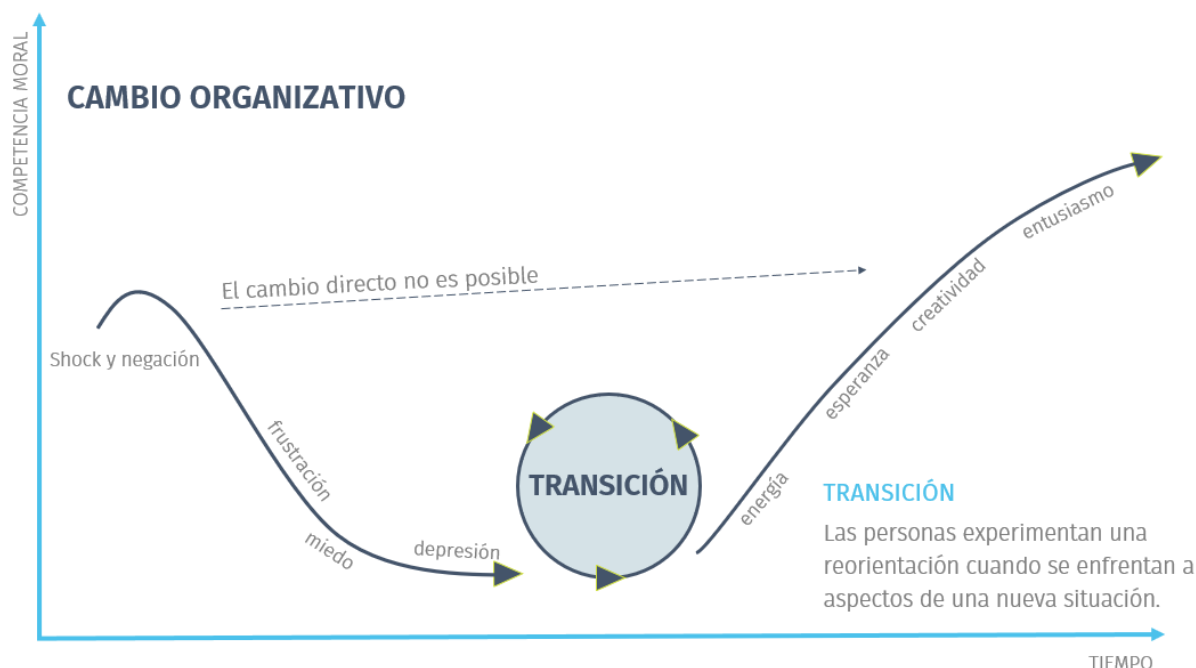 COMPETENCIA MORAL
CAMBIO ORGANIZATIVO
El cambio directo no es posible
Shock y negación
frustración
miedo
depresión
TRANSICIÓN
energía
esperanza
creatividad
entusiasmo
TRANSICIÓN
Las personas experimentan una
reorientación cuando se enfrentan a
aspectos de una nueva situación.
TIEMPO